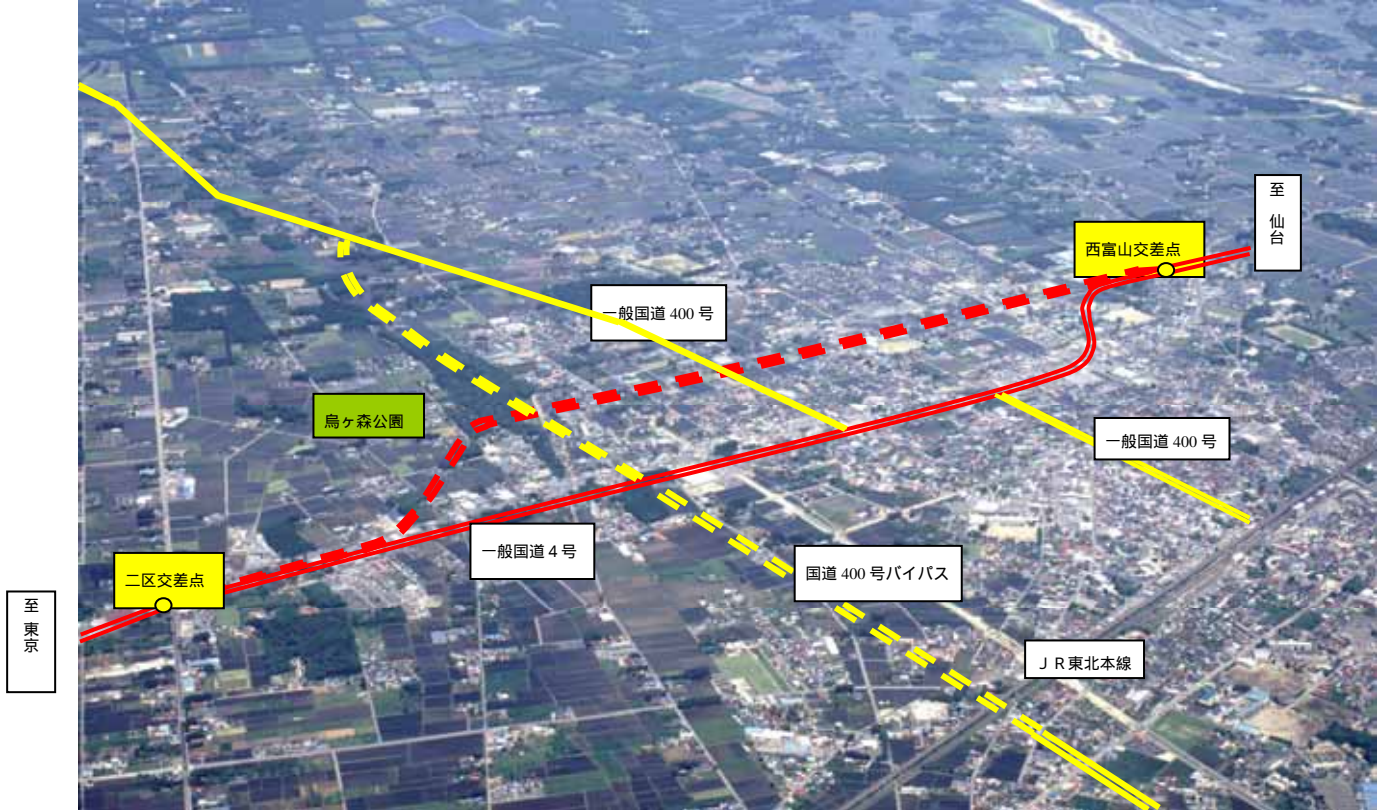 至 仙台
西富山交差点
一般国道 400 号
烏ヶ森公園
一般国道 400 号
一般国道４号
国道 400 号バイパス
二区交差点
至 東京
ＪＲ東北本線